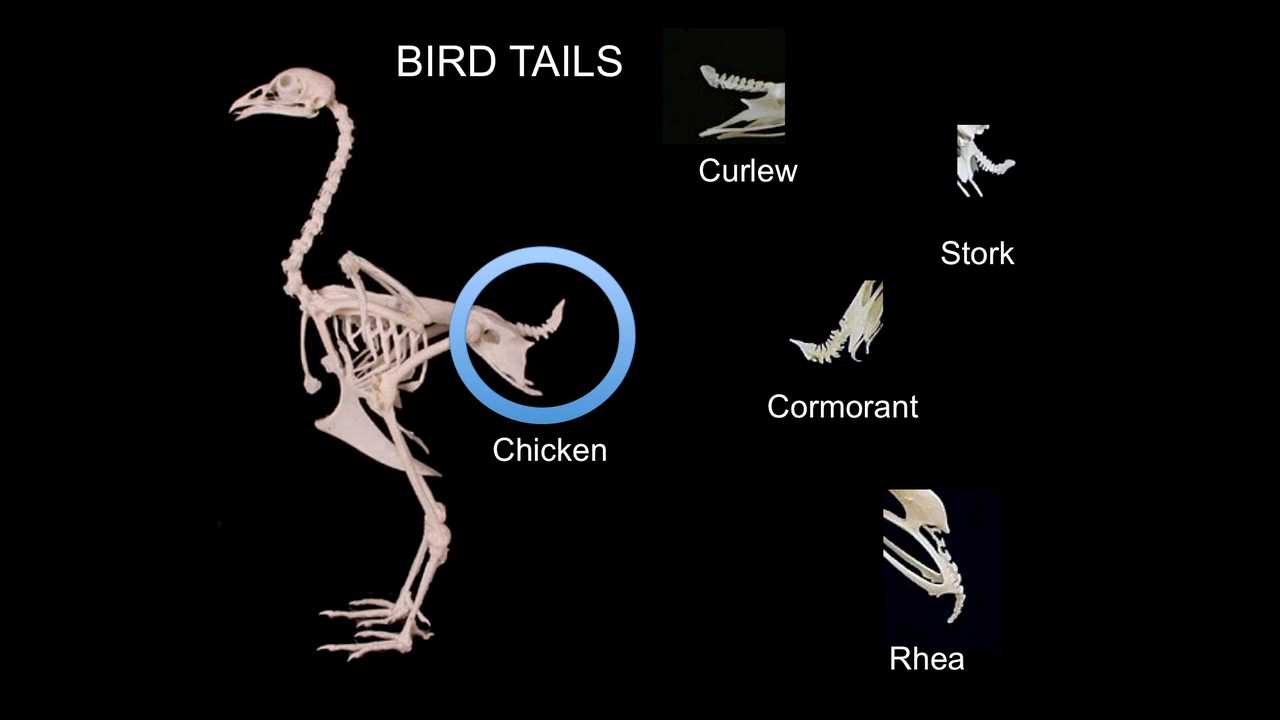 BIRD TAILS
Curlew
Stork
Cormorant
Chicken
Rhea